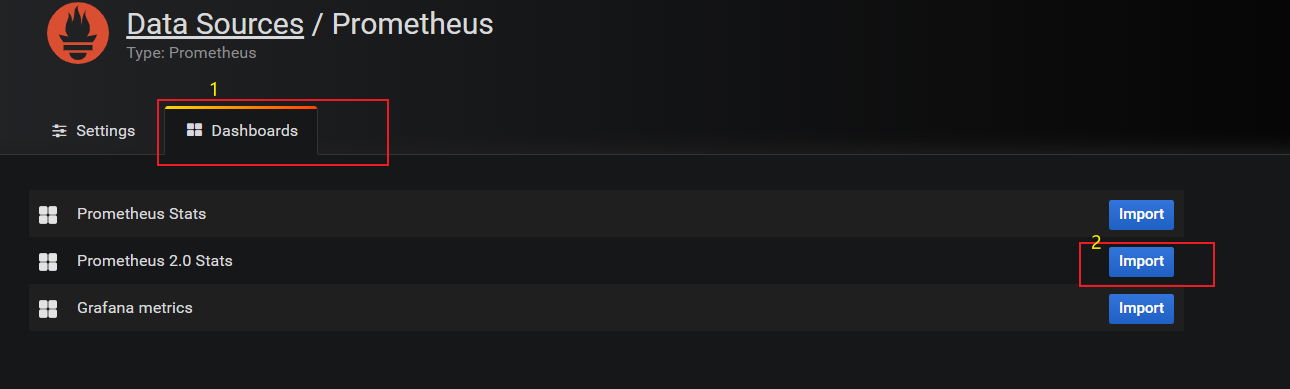 Data Sources / Prometheus
Type: Prometheus
1
Settings
Dashboards
Prometheus Stats
Import
2
Prometheus 2.0 Stats
Import
Grafana metrics
Import